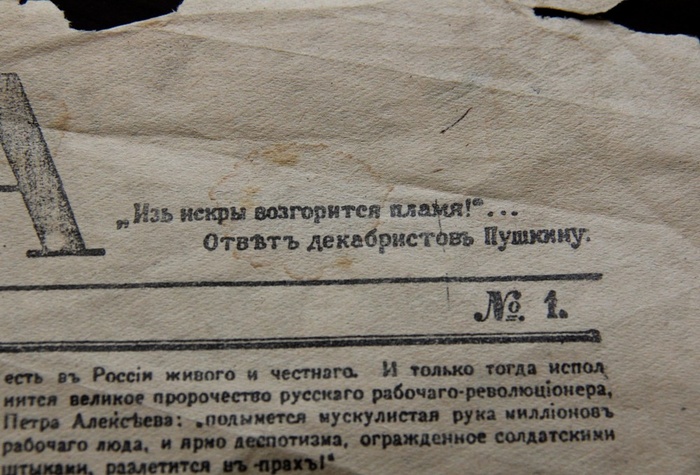 А
„Изъ искры возгорится пламя!“...
Отвѣтъ декабристовъ Пушкину.
№ 1.
есть въ Россіи живого и честнаго. И только тогда испол
нится великое пророчество русскаго рабочаго-революціонера,
Петра Алексѣева: „подымется мускулистая рука милліоновъ
рабочаго люда, и ярмо деспотизма, огражденное солдатскими
штыками, разлетится въ прахъ!“